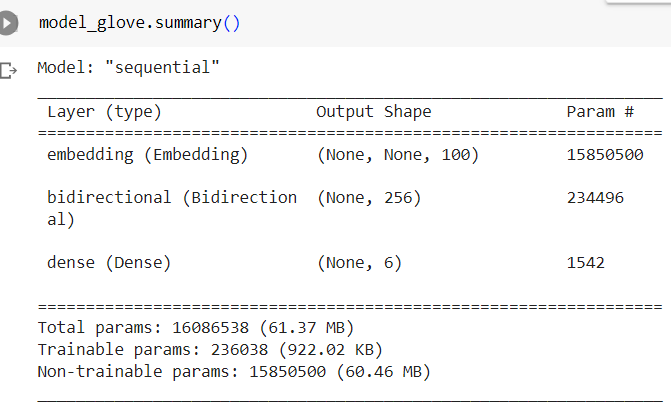 model_glove.summary()
Model: "sequential"
Layer (type) Output Shape Param #
=================================================================
embedding (Embedding) (None, None, 100) 15850500
bidirectional (Bidirection (None, 256) 234496
al)
dense (Dense) (None, 6) 1542
=================================================================
Total params: 16086538 (61.37 MB)
Trainable params: 236038 (922.02 KB)
Non-trainable params: 15850500 (60.46 MB)
_________________________________________________________________